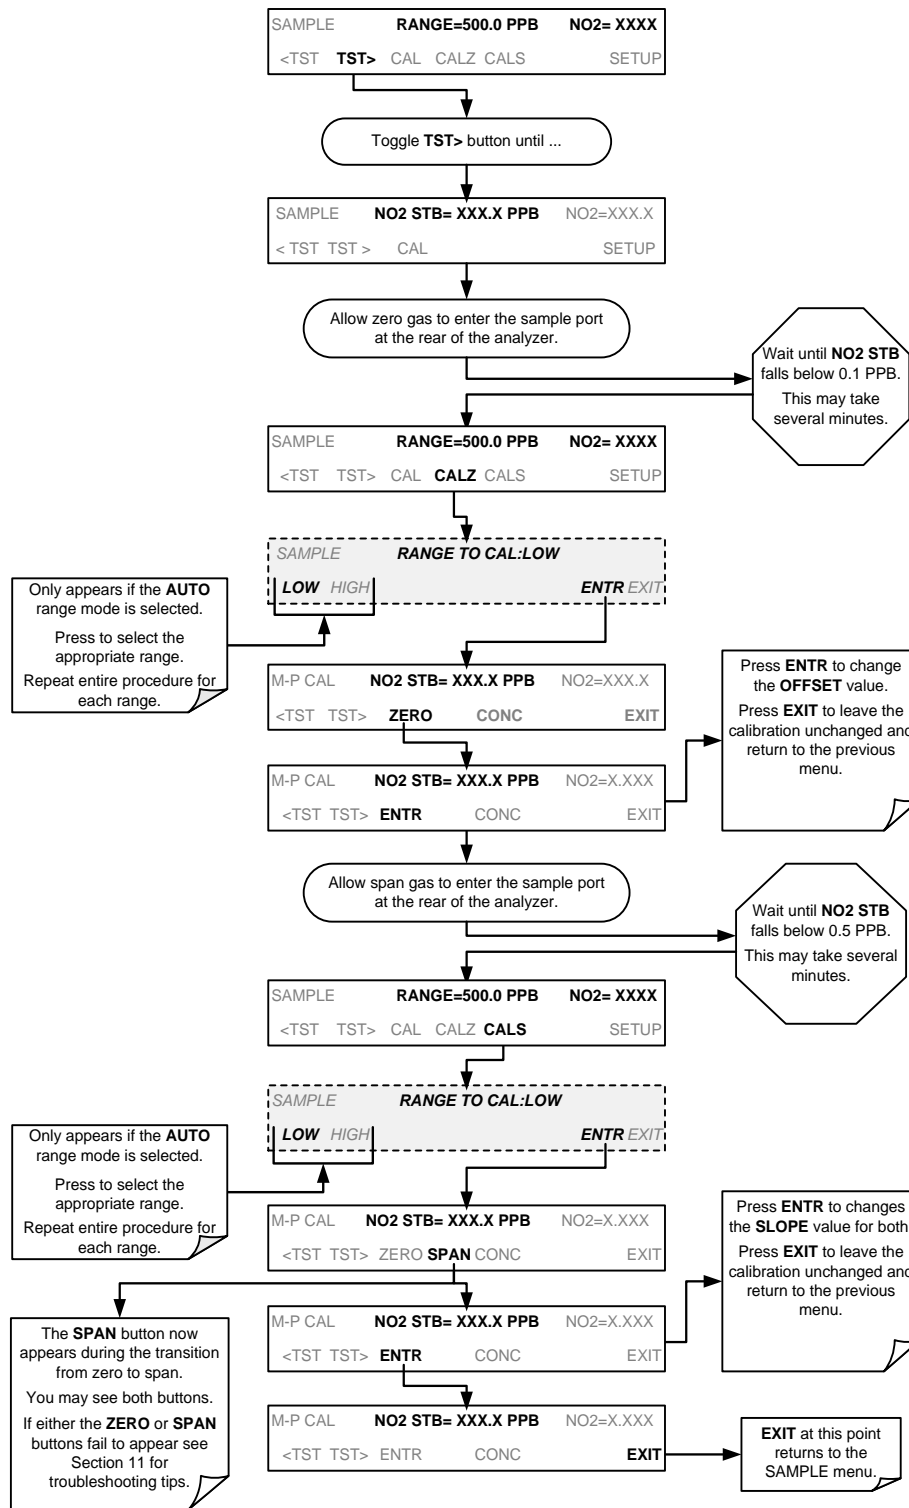 SAMPLE RANGE=500.0 PPB NO2= XXXX
<TST TST> CAL CALZ CALS SETUP
Toggle TST> button until ...
SAMPLE NO2 STB= XXX.X PPB NO2=XXX.X
< TST TST > CAL SETUP
Allow zero gas to enter the sample port
at the rear of the analyzer.
Wait until NO2 STB
falls below 0.1 PPB.
This may take
several minutes.
SAMPLE RANGE=500.0 PPB NO2= XXXX
<TST TST> CAL CALZ CALS SETUP
SAMPLE RANGE TO CAL:LOW
LOW HIGH ENTR EXIT
Only appears if the AUTO
range mode is selected.
Press to select the
appropriate range.
Repeat entire procedure for
each range.
M-P CAL NO2 STB= XXX.X PPB NO2=XXX.X
<TST TST> ZERO CONC EXIT
Press ENTR to change
the OFFSET value.
Press EXIT to leave the
calibration unchanged and
return to the previous
menu.
M-P CAL NO2 STB= XXX.X PPB NO2=X.XXX
<TST TST> ENTR CONC EXIT
Allow span gas to enter the sample port
at the rear of the analyzer.
Wait until NO2 STB
falls below 0.5 PPB.
This may take several
minutes.
SAMPLE RANGE=500.0 PPB NO2= XXXX
<TST TST> CAL CALZ CALS SETUP
SAMPLE RANGE TO CAL:LOW
LOW HIGH ENTR EXIT
Only appears if the AUTO
range mode is selected.
Press to select the
appropriate range.
Repeat entire procedure for
each range.
M-P CAL NO2 STB= XXX.X PPB NO2=X.XXX
<TST TST> ZERO SPAN CONC EXIT
Press ENTR to changes
the SLOPE value for both
Press EXIT to leave the
calibration unchanged and
return to the previous
menu.
The SPAN button now
appears during the transition
from zero to span.
You may see both buttons.
If either the ZERO or SPAN
buttons fail to appear see
Section 11 for
troubleshooting tips.
M-P CAL NO2 STB= XXX.X PPB NO2=X.XXX
<TST TST> ENTR CONC EXIT
M-P CAL NO2 STB= XXX.X PPB NO2=X.XXX
<TST TST> ENTR CONC EXIT
EXIT at this point
returns to the
SAMPLE menu.